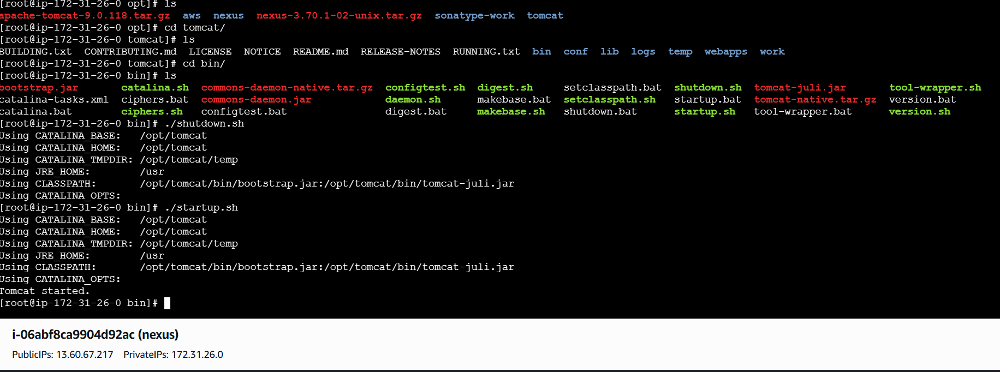 [root@ip-172-31-26-0 opt]# ls
apache-tomcat-9.0.118.tar.gz  aws  nexus  nexus-3.70.1-02-unix.tar.gz  sonatype-work  tomcat
[root@ip-172-31-26-0 opt]# cd tomcat/
[root@ip-172-31-26-0 tomcat]# ls
BUILDING.txt  CONTRIBUTING.md  LICENSE  NOTICE  README.md  RELEASE-NOTES  RUNNING.txt  bin  conf  lib  logs  temp  webapps  work
[root@ip-172-31-26-0 tomcat]# cd bin/
[root@ip-172-31-26-0 bin]# ls
bootstrap.jar       catalina.sh  commons-daemon-native.tar.gz  configtest.sh  digest.sh     setclasspath.bat  shutdown.sh   tomcat-juli.jar       tool-wrapper.sh
catalina-tasks.xml  ciphers.bat  commons-daemon.jar            daemon.sh      makebase.bat  setclasspath.sh   startup.bat   tomcat-native.tar.gz  version.bat
catalina.bat        ciphers.sh   configtest.bat                digest.bat     makebase.sh   shutdown.bat      startup.sh    tool-wrapper.bat      version.sh
[root@ip-172-31-26-0 bin]# ./shutdown.sh
Using CATALINA_BASE:   /opt/tomcat
Using CATALINA_HOME:   /opt/tomcat
Using CATALINA_TMPDIR: /opt/tomcat/temp
Using JRE_HOME:        /usr
Using CLASSPATH:       /opt/tomcat/bin/bootstrap.jar:/opt/tomcat/bin/tomcat-juli.jar
Using CATALINA_OPTS:
[root@ip-172-31-26-0 bin]# ./startup.sh
Using CATALINA_BASE:   /opt/tomcat
Using CATALINA_HOME:   /opt/tomcat
Using CATALINA_TMPDIR: /opt/tomcat/temp
Using JRE_HOME:        /usr
Using CLASSPATH:       /opt/tomcat/bin/bootstrap.jar:/opt/tomcat/bin/tomcat-juli.jar
Using CATALINA_OPTS:
Tomcat started.
[root@ip-172-31-26-0 bin]#
i-06abf8ca9904d92ac (nexus)
PublicIPs: 13.60.67.217    PrivateIPs: 172.31.26.0